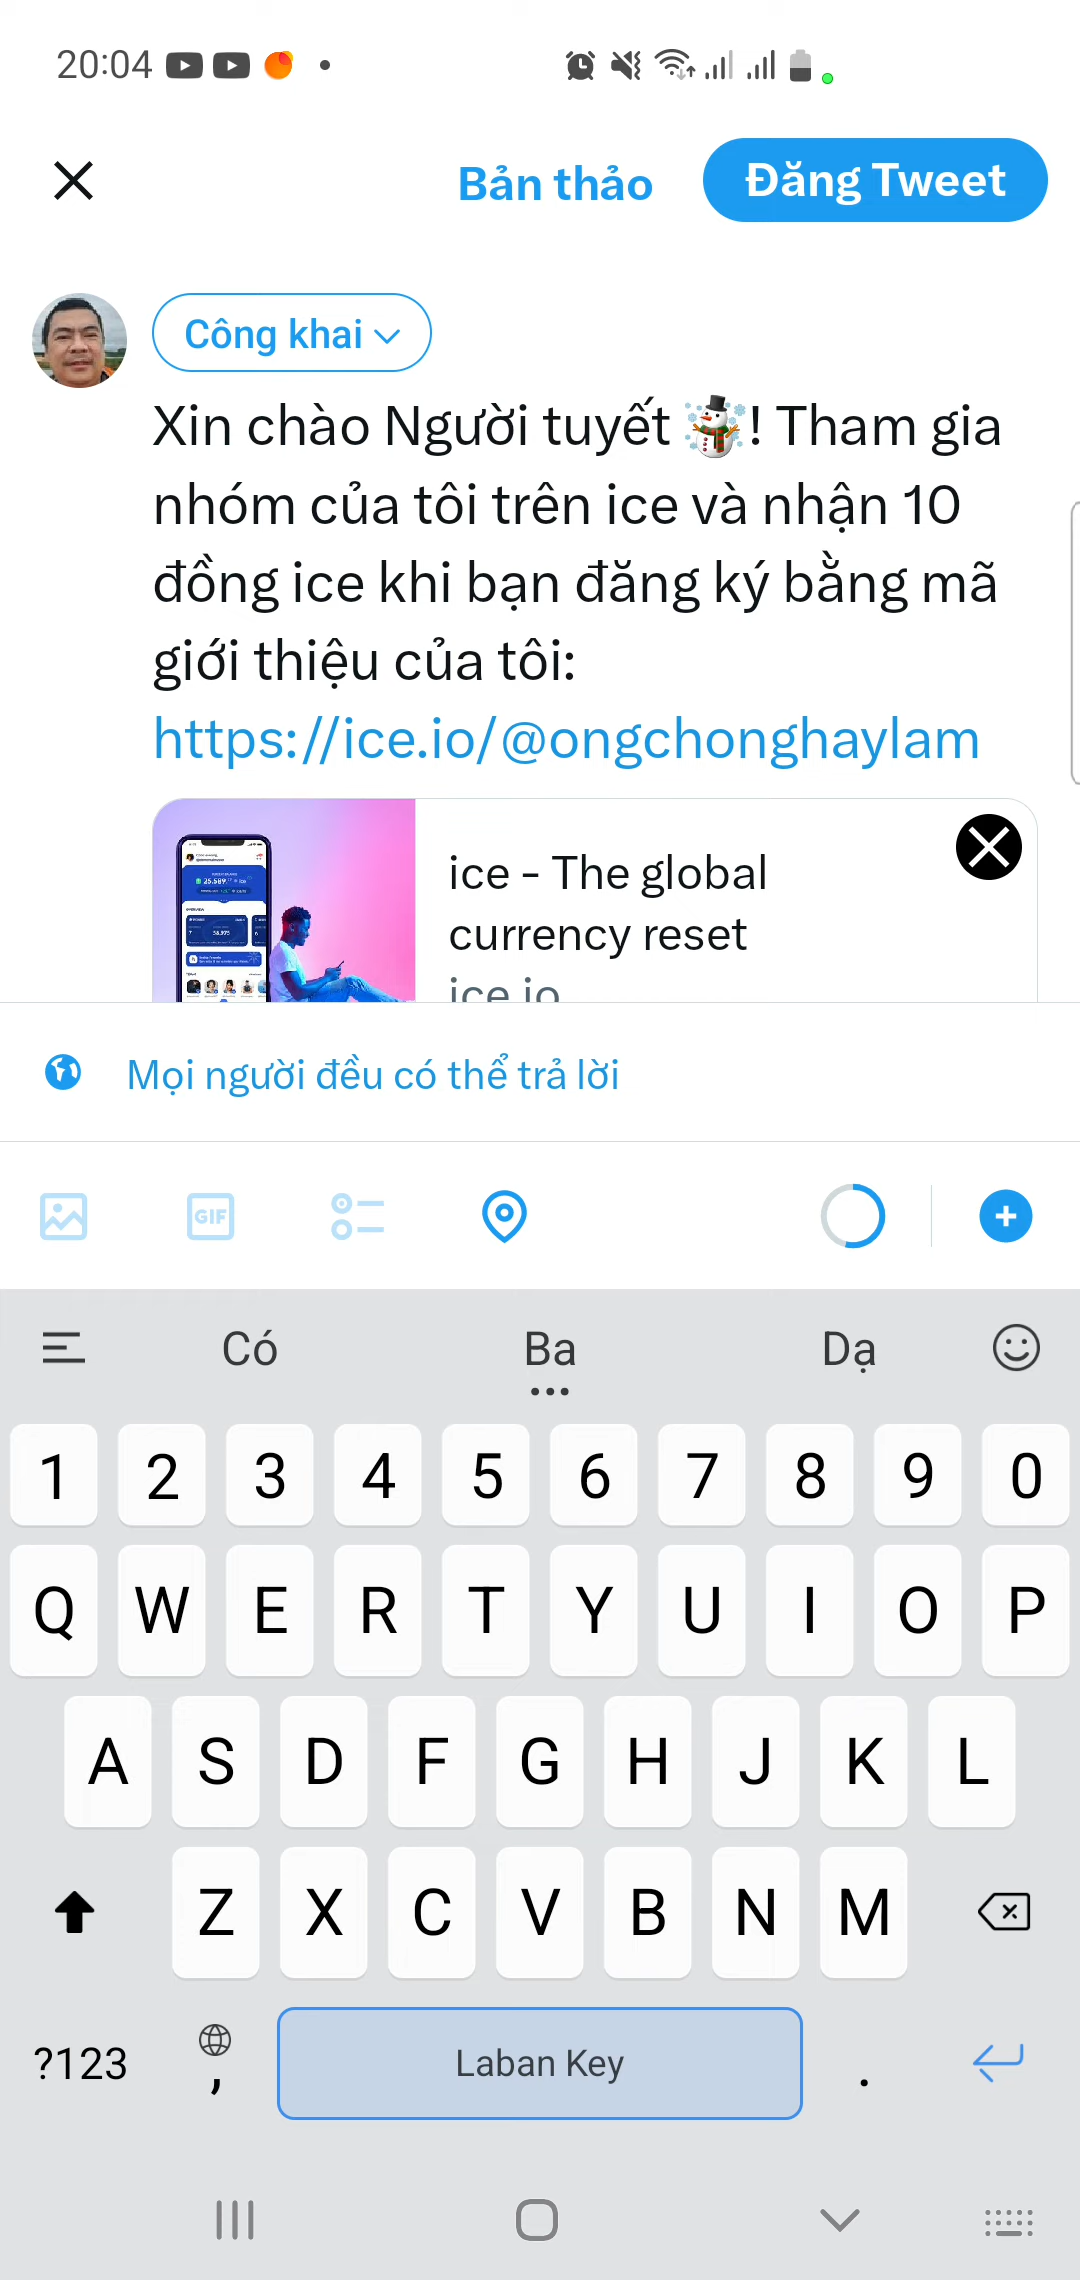 20:04
Bản thảo
Đăng Tweet
Công khai
Xin chào Người tuyết ☃️! Tham gia
nhóm của tôi trên ice và nhận 10
đồng ice khi bạn đăng ký bằng mã
giới thiệu của tôi:
https://ice.io/@ongchonghaylam
ice - The global
currency reset
ice.io
Mọi người đều có thể trả lời
GIF
Có Ba Dạ
1 2 3 4 5 6 7 8 9 0
Q W E R T Y U I O P
A S D F G H J K L
Z X C V B N M
?123 , Laban Key .